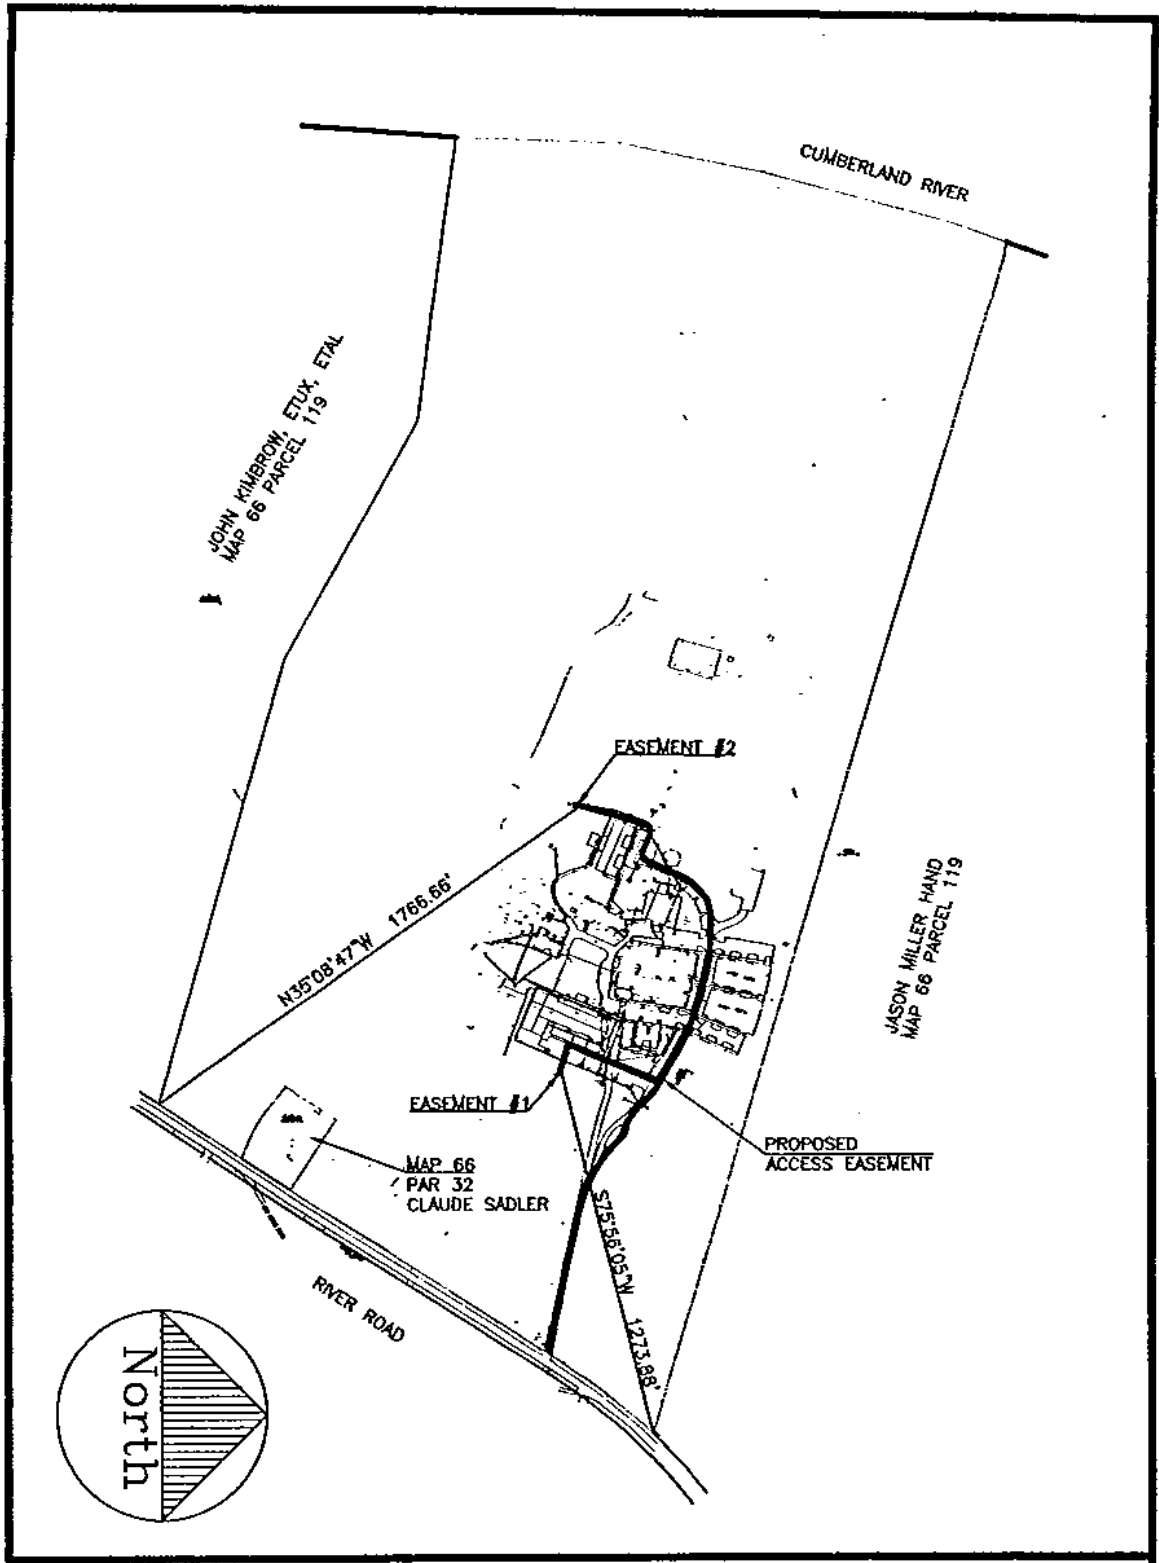 CUMBERLAND RIVER
JOHN KIMBROW, ETUX, ETAL
MAP 66 PARCEL 119
EASEMENT #2
N35°08'47"W 1766.66'
JASON MILLER HAND
MAP 66 PARCEL 119
EASEMENT #1
PROPOSED
ACCESS EASEMENT
MAP 66
PAR 32
CLAUDE SADLER
S75°56'05"W 1273.88'
RIVER ROAD
North